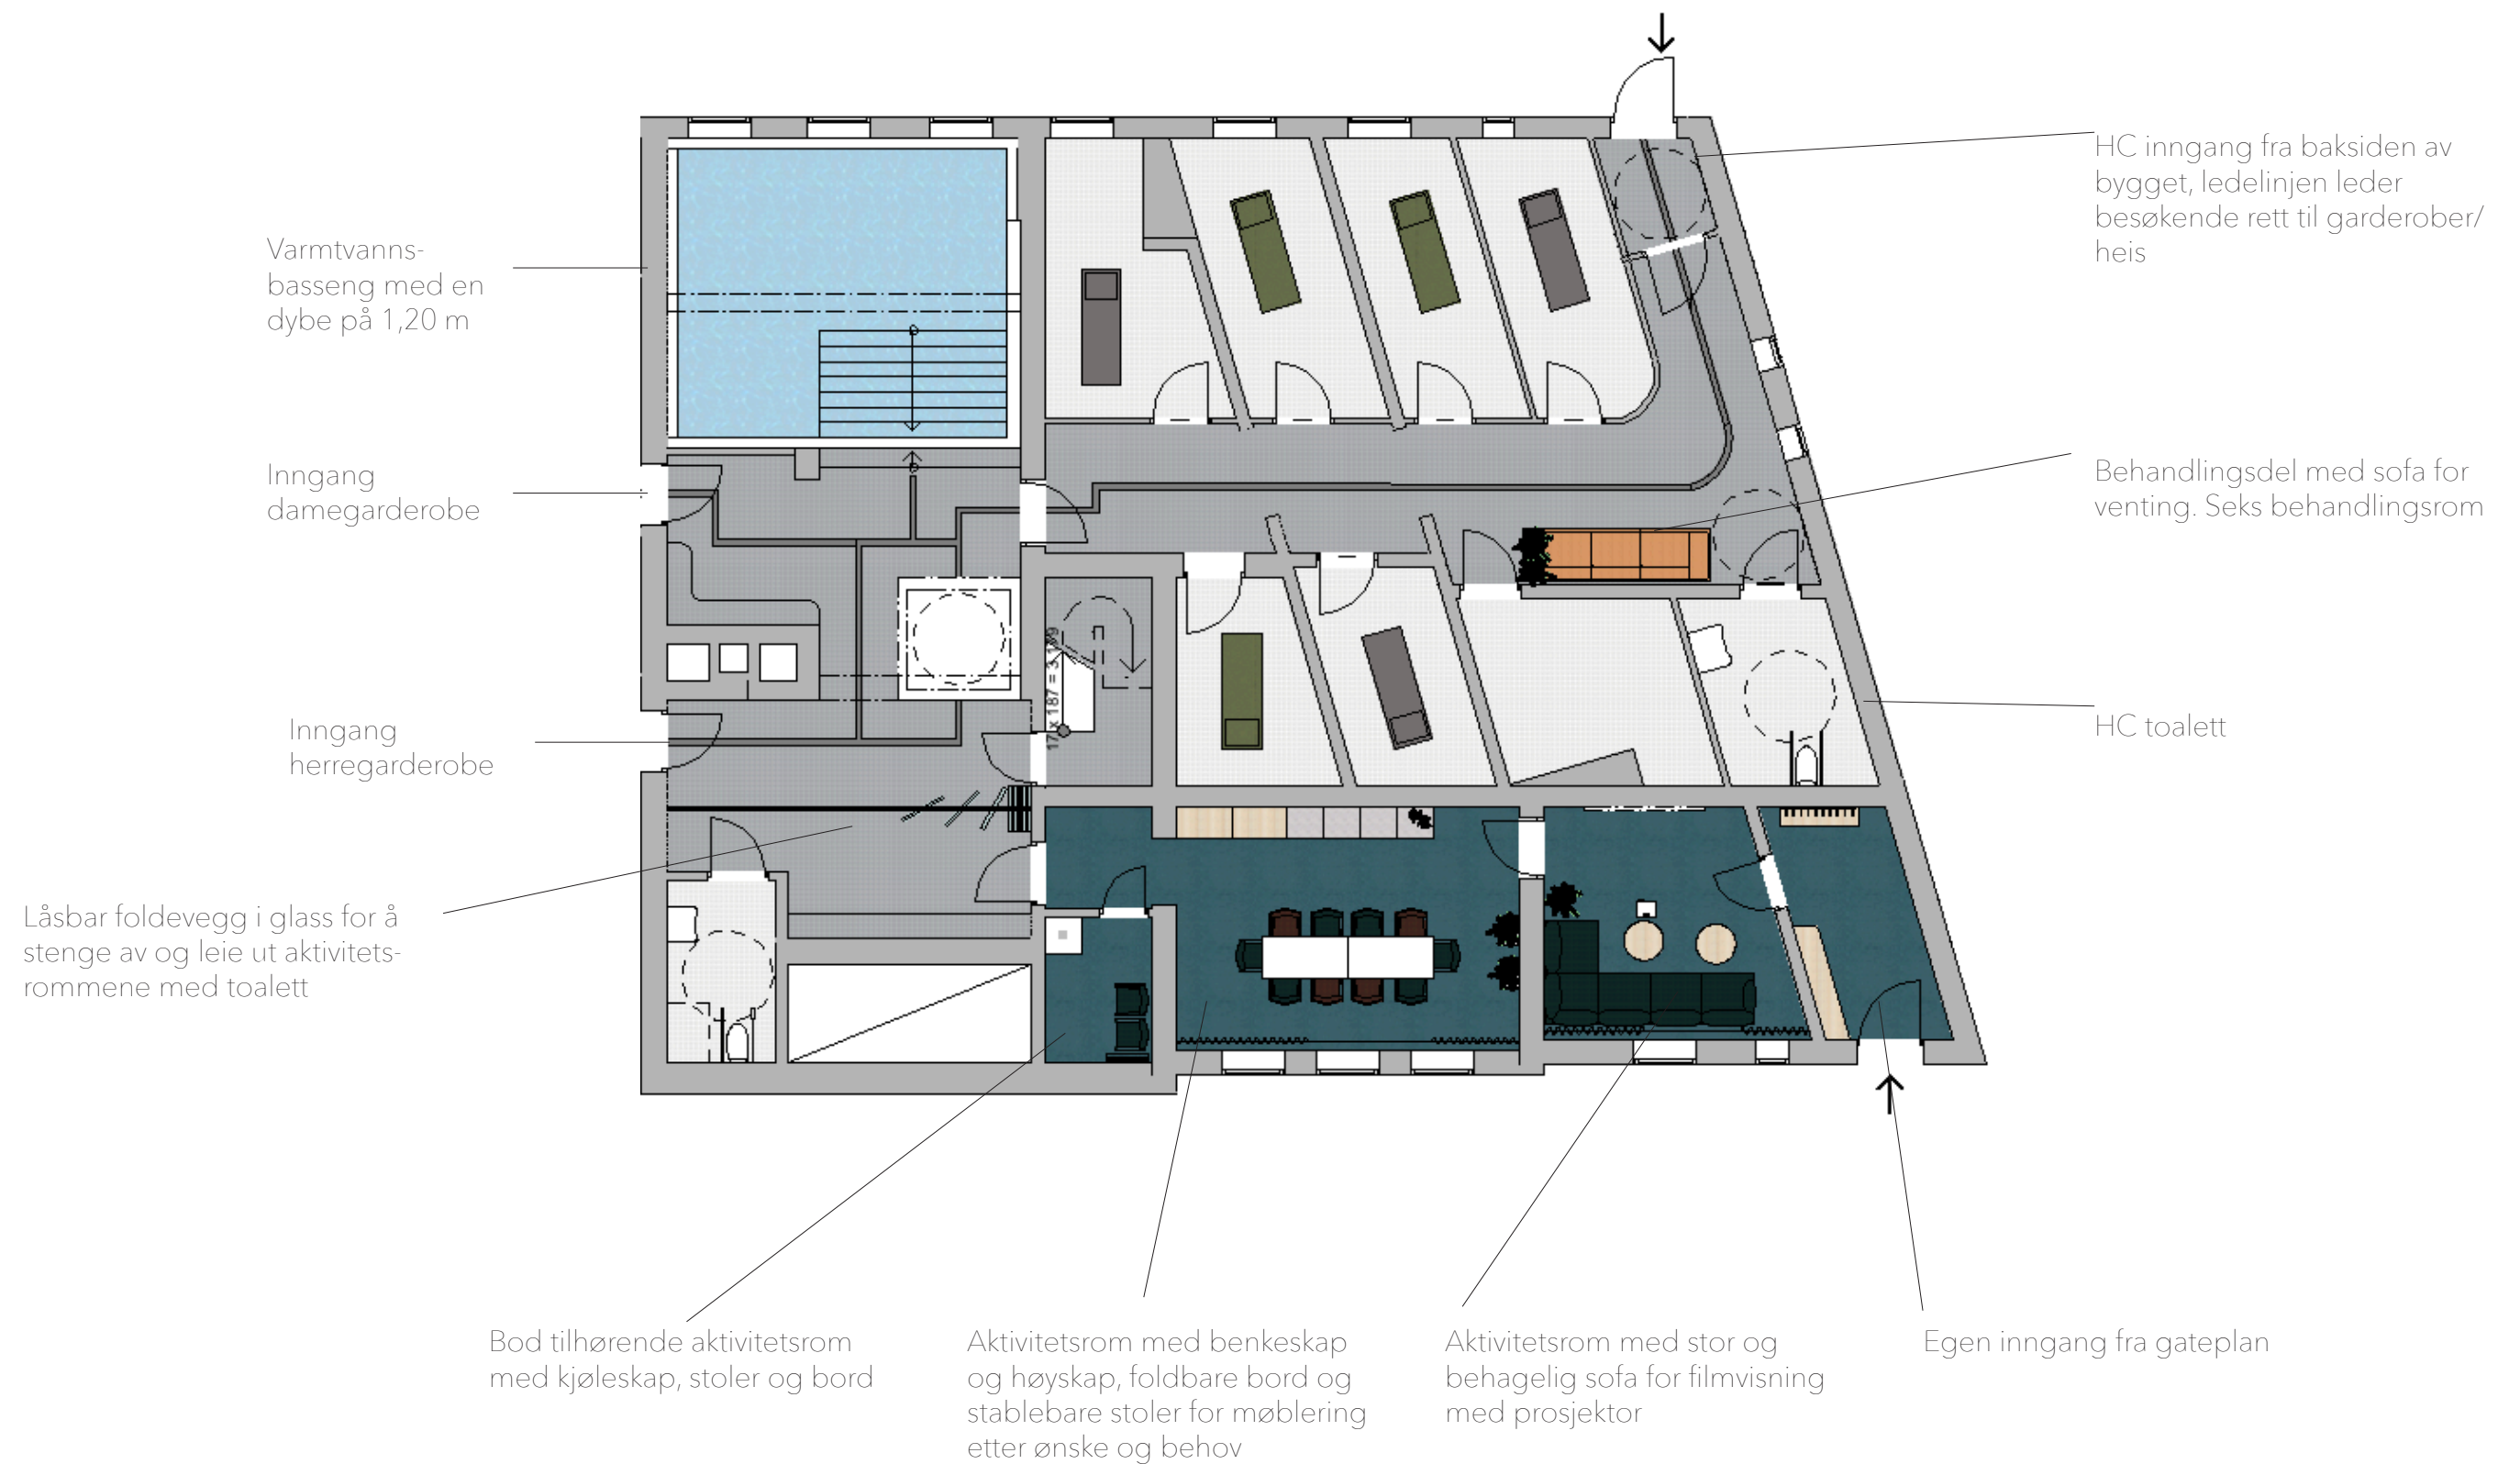 HC inngang fra baksiden av
bygget, ledelinjen leder
besøkende rett til garderober/
heis
Varmtvanns-
basseng med en
dybe på 1,20 m
Behandlingsdel med sofa for
venting. Seks behandlingsrom
Inngang
damegarderobe
HC toalett
Inngang
herregarderobe
Låsbar foldevegg i glass for å
stenge av og leie ut aktivitets-
rommene med toalett
Bod tilhørende aktivitetsrom
med kjøleskap, stoler og bord
Aktivitetsrom med benkeskap
og høyskap, foldbare bord og
stablebare stoler for møblering
etter ønske og behov
Aktivitetsrom med stor og
behagelig sofa for filmvisning
med prosjektor
Egen inngang fra gateplan